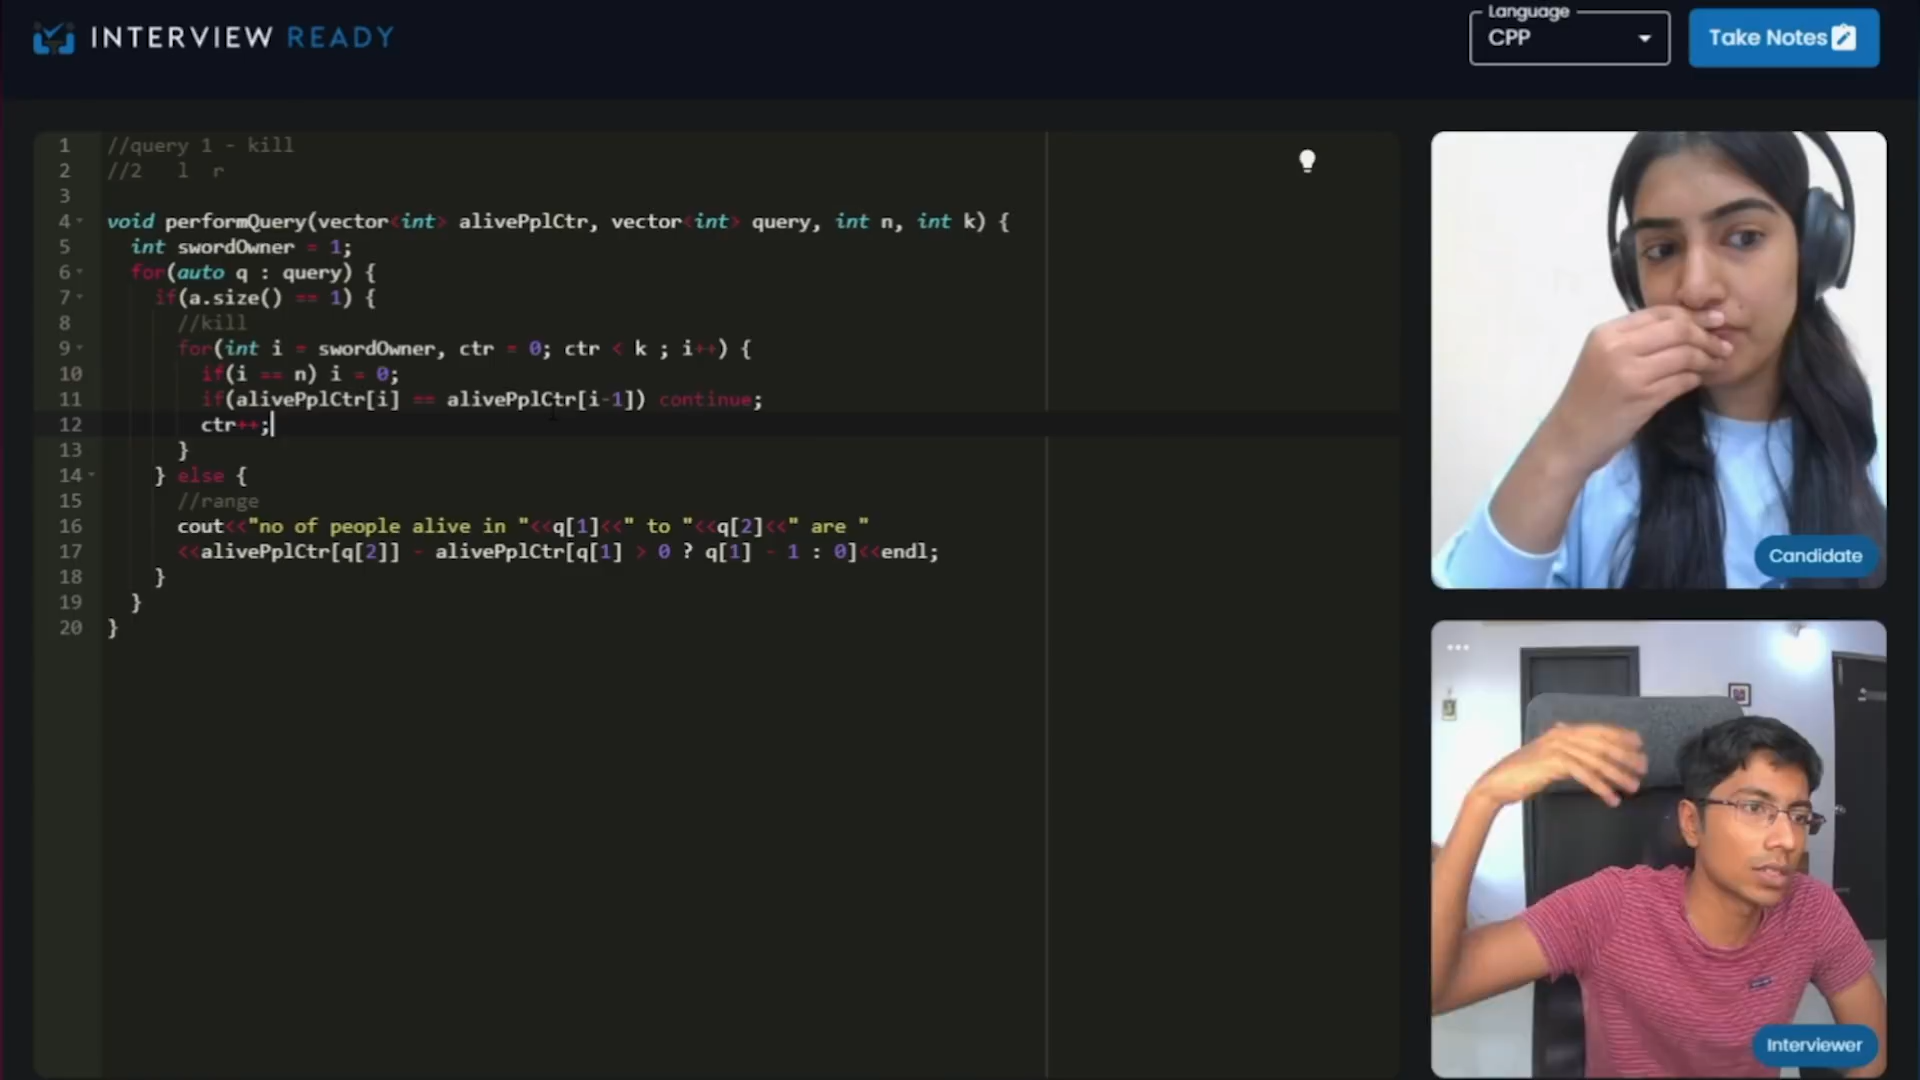 INTERVIEW READY
Language
CPP
Take Notes
1 //query 1 - kill
2 //2   l  r
3
4 void performQuery(vector<int> alivePplCtr, vector<int> query, int n, int k) {
5   int swordOwner = 1;
6   for(auto q : query) {
7     if(a.size() == 1) {
8       //kill
9       for(int i = swordOwner, ctr = 0; ctr < k ; i++) {
10         if(i == n) i = 0;
11         if(alivePplCtr[i] == alivePplCtr[i-1]) continue;
12         ctr++;
13       }
14     } else {
15       //range
16       cout<<"no of people alive in "<<q[1]<<" to "<<q[2]<<" are "
17       <<alivePplCtr[q[2]] - alivePplCtr[q[1] > 0 ? q[1] - 1 : 0]<<endl;
18     }
19   }
20 }
Candidate
Interviewer